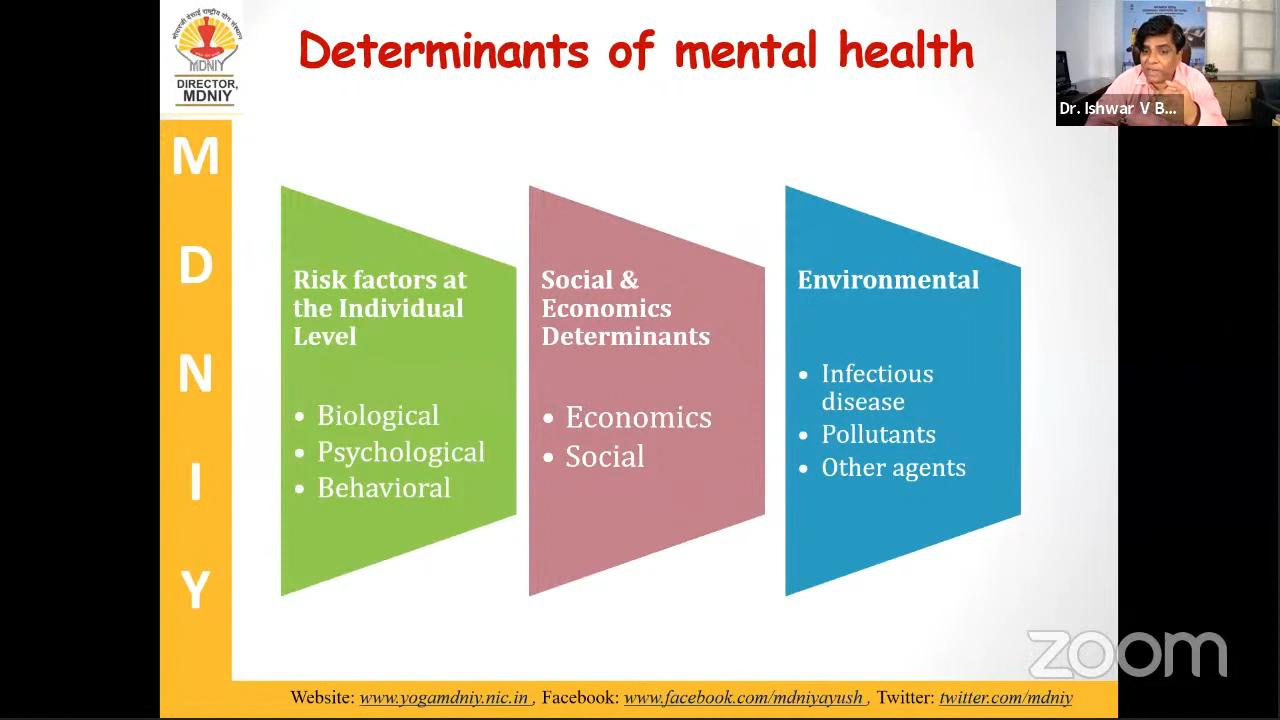 मोरारजी देसाई राष्ट्रीय योग संस्थान
MDNIY
DIRECTOR,
MDNIY
Determinants of mental health
Dr. Ishwar V B...
M
D
N
I
Y
Risk factors at
the Individual
Level
• Biological
• Psychological
• Behavioral
Social &
Economics
Determinants
• Economics
• Social
Environmental
• Infectious
disease
• Pollutants
• Other agents
zoom
Website: www.yogamdniy.nic.in , Facebook: www.facebook.com/mdniyayush , Twitter: twitter.com/mdniy